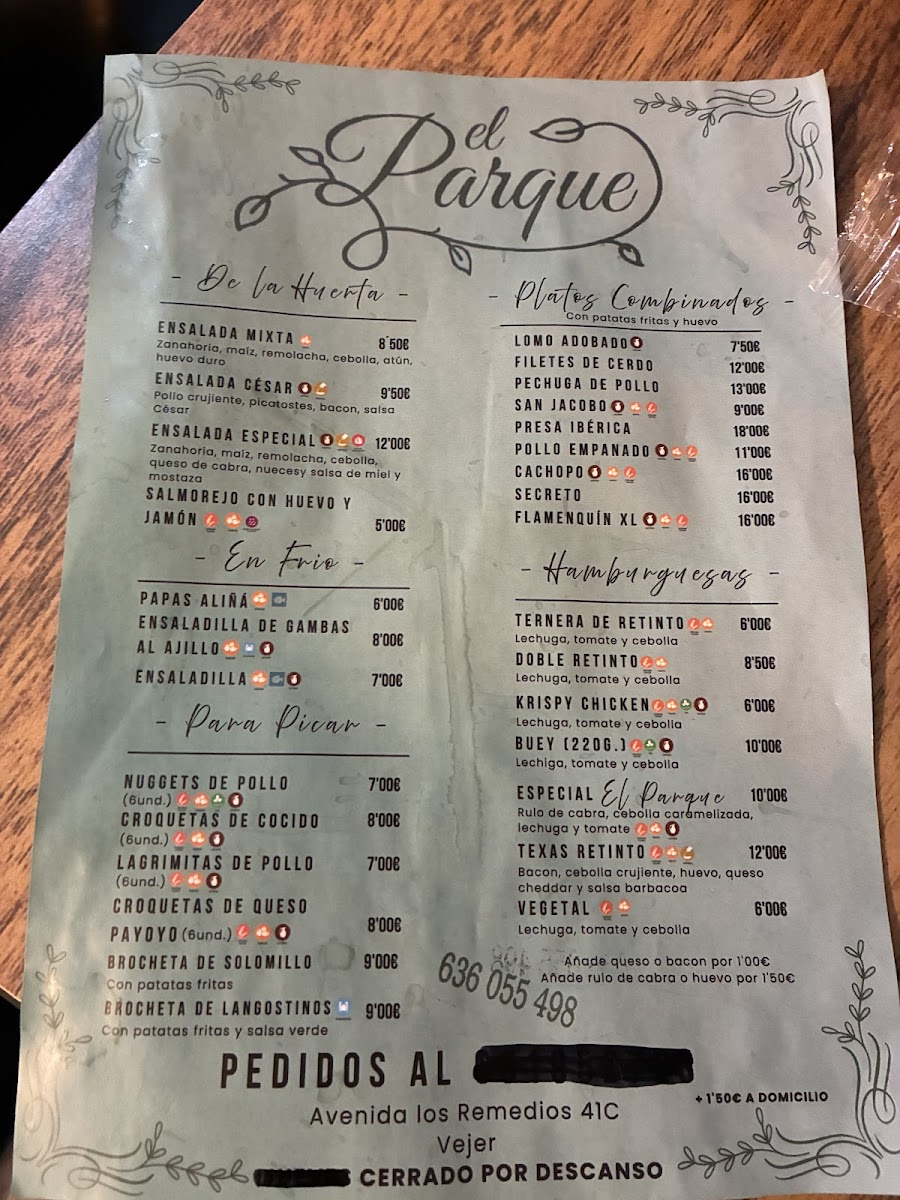 el
Parque
- De la Huerta -
ENSALADA MIXTA 8'50€
Zanahoria, maíz, remolacha, cebolla, atún,
huevo duro
ENSALADA CÉSAR 9'50€
Pollo crujiente, picatostes, bacon, salsa
César
ENSALADA ESPECIAL 12'00€
Zanahoria, maíz, remolacha, cebolla,
queso de cabra, nuecesy salsa de miel y
mostaza
SALMOREJO CON HUEVO Y
JAMÓN 5'00€
- En Frio -
PAPAS ALIÑÁ 6'00€
ENSALADILLA DE GAMBAS
AL AJILLO 8'00€
ENSALADILLA 7'00€
- Para Picar -
NUGGETS DE POLLO 7'00€
(6und.)
CROQUETAS DE COCIDO 8'00€
(6und.)
LAGRIMITAS DE POLLO 7'00€
(6und.)
CROQUETAS DE QUESO
PAYOYO (6und.) 8'00€
BROCHETA DE SOLOMILLO 9'00€
Con patatas fritas
BROCHETA DE LANGOSTINOS 9'00€
Con patatas fritas y salsa verde
- Platos Combinados -
Con patatas fritas y huevo
LOMO ADOBADO 7'50€
FILETES DE CERDO 12'00€
PECHUGA DE POLLO 13'00€
SAN JACOBO 9'00€
PRESA IBÉRICA 18'00€
POLLO EMPANADO 11'00€
CACHOPO 16'00€
SECRETO 16'00€
FLAMENQUÍN XL 16'00€
- Hamburguesas -
TERNERA DE RETINTO 6'00€
Lechuga, tomate y cebolla
DOBLE RETINTO 8'50€
Lechuga, tomate y cebolla
KRISPY CHICKEN 6'00€
Lechuga, tomate y cebolla
BUEY (220G.) 10'00€
Lechiga, tomate y cebolla
ESPECIAL El Parque 10'00€
Rulo de cabra, cebolla caramelizada,
lechuga y tomate
TEXAS RETINTO 12'00€
Bacon, cebolla crujiente, huevo, queso
cheddar y salsa barbacoa
VEGETAL 6'00€
Lechuga, tomate y cebolla
Añade queso o bacon por 1'00€
Añade rulo de cabra o huevo por 1'50€
636 055 498
PEDIDOS AL
+ 1'50€ A DOMICILIO
Avenida los Remedios 41C
Vejer
CERRADO POR DESCANSO